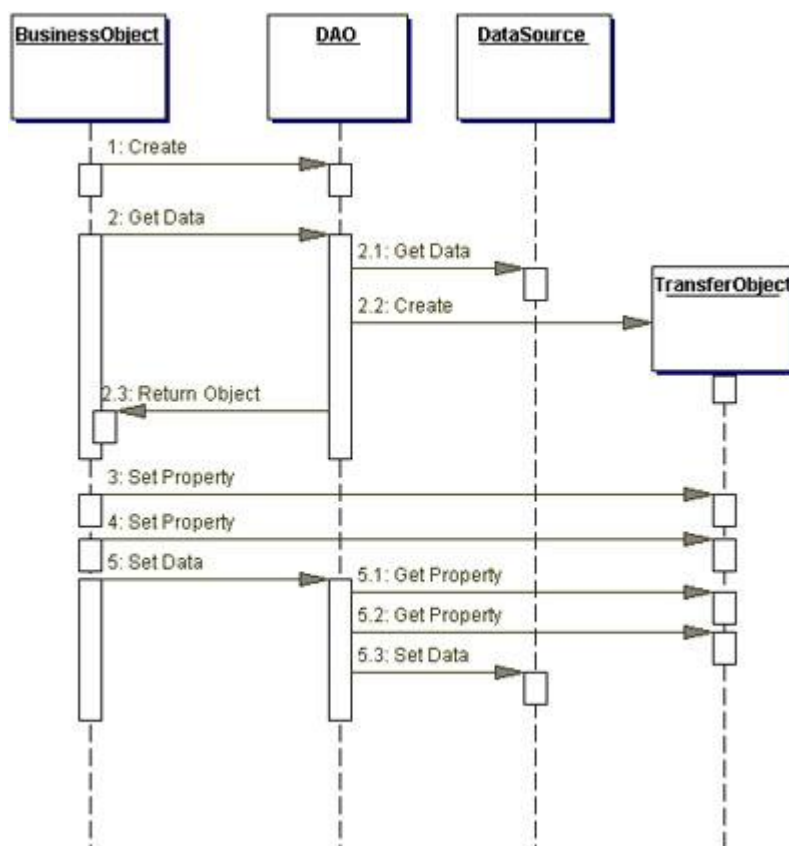 BusinessObject
DAO
DataSource
1: Create
2: Get Data
2.1: Get Data
TransferObject
2.2: Create
2.3: Return Object
3: Set Property
4: Set Property
5: Set Data
5.1: Get Property
5.2: Get Property
5.3: Set Data